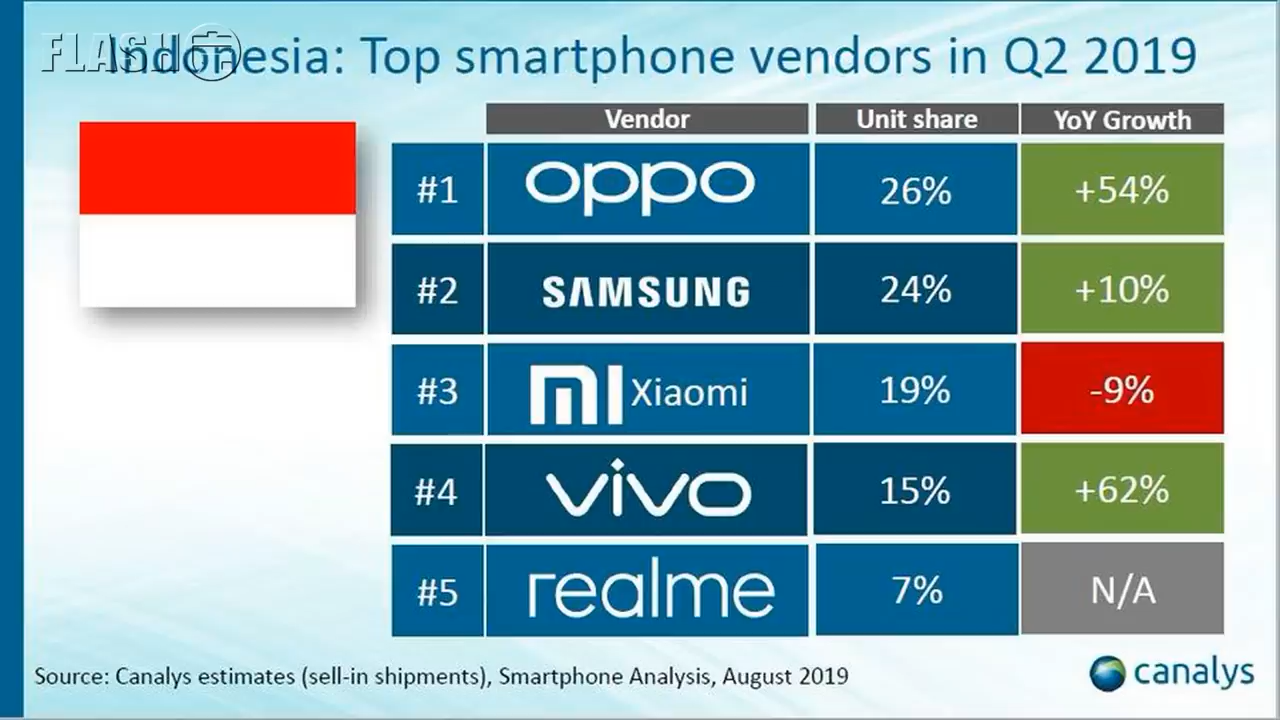 FLASH
Indonesia: Top smartphone vendors in Q2 2019
Vendor Unit share YoY Growth
#1 oppo 26% +54%
#2 SAMSUNG 24% +10%
#3 MI Xiaomi 19% -9%
#4 vivo 15% +62%
#5 realme 7% N/A
Source: Canalys estimates (sell-in shipments), Smartphone Analysis, August 2019
canalys